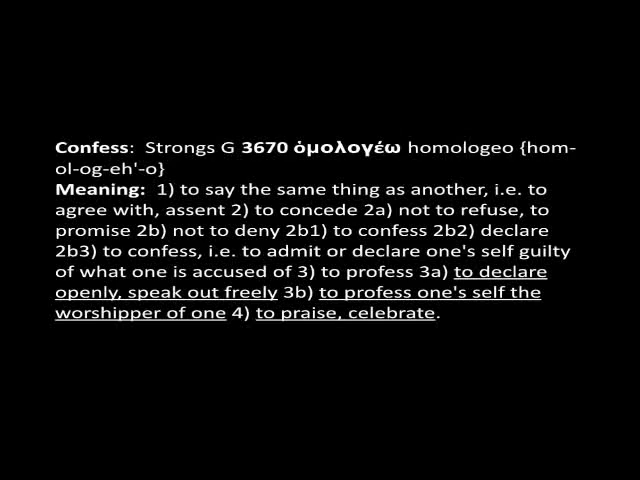 Confess:  Strongs G 3670 ὁμολογέω homologeo {hom-
ol-og-eh'-o}
Meaning:  1) to say the same thing as another, i.e. to
agree with, assent 2) to concede 2a) not to refuse, to
promise 2b) not to deny 2b1) to confess 2b2) declare
2b3) to confess, i.e. to admit or declare one's self guilty
of what one is accused of 3) to profess 3a) to declare
openly, speak out freely 3b) to profess one's self the
worshipper of one 4) to praise, celebrate.